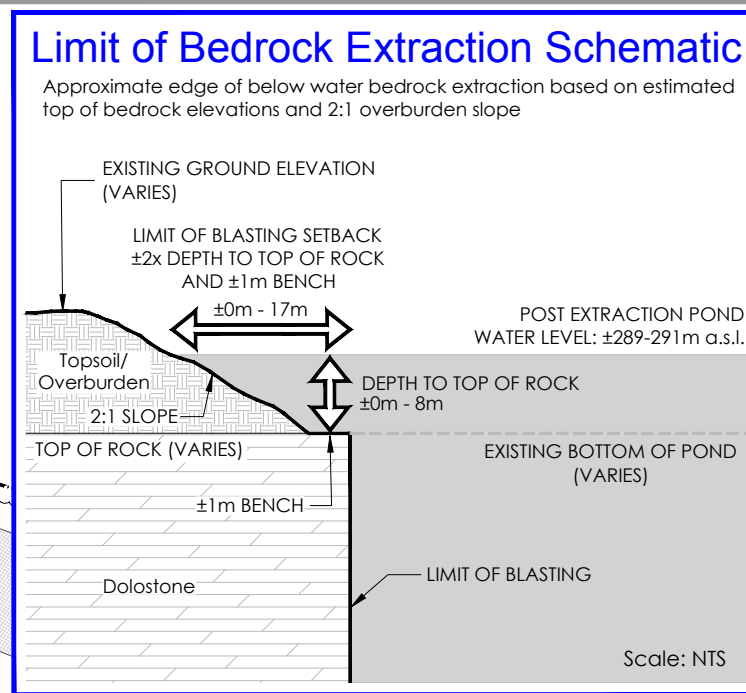 Limit of Bedrock Extraction Schematic
Approximate edge of below water bedrock extraction based on estimated
top of bedrock elevations and 2:1 overburden slope
EXISTING GROUND ELEVATION
(VARIES)
LIMIT OF BLASTING SETBACK
±2x DEPTH TO TOP OF ROCK
AND ±1m BENCH
±0m - 17m
POST EXTRACTION POND
WATER LEVEL: ±289-291m a.s.l.
Topsoil/
Overburden
DEPTH TO TOP OF ROCK
±0m - 8m
2:1 SLOPE
TOP OF ROCK (VARIES)
EXISTING BOTTOM OF POND
(VARIES)
±1m BENCH
Dolostone
LIMIT OF BLASTING
Scale: NTS